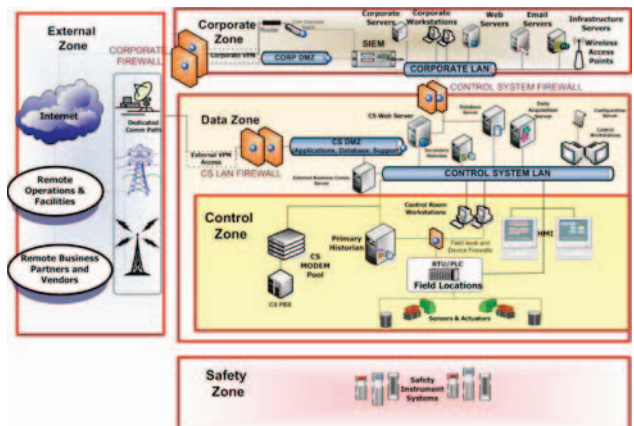 External
Zone
Internet
Dedicated
Comm Path
Remote
Operations &
Facilities
Remote Business
Partners and
Vendors
CORPORATE
FIREWALL
Corporate
Zone
Router
Corporate VPN
CORP DMZ
SIEM
Corporate
Servers
Corporate
Workstations
Web
Servers
Email
Servers
Infrastructure
Servers
Wireless
Access
Points
CORPORATE LAN
CONTROL SYSTEM FIREWALL
Data Zone
External VPN
Access
CS LAN FIREWALL
CS DMZ
Applications, Database, Support
CS Web Server
Database
Server
Data
Acquisition
Server
Configuration
Server
Control
Workstations
External Business Comm
Server
CONTROL SYSTEM LAN
Control
Zone
CS
MODEM
Pool
CS PBX
Primary
Historian
Control Room
Workstations
Field level and
Device Firewalls
HMI
RTU/PLC
Field Locations
Sensors & Actuators
Safety
Zone
Safety
Instrument
Systems